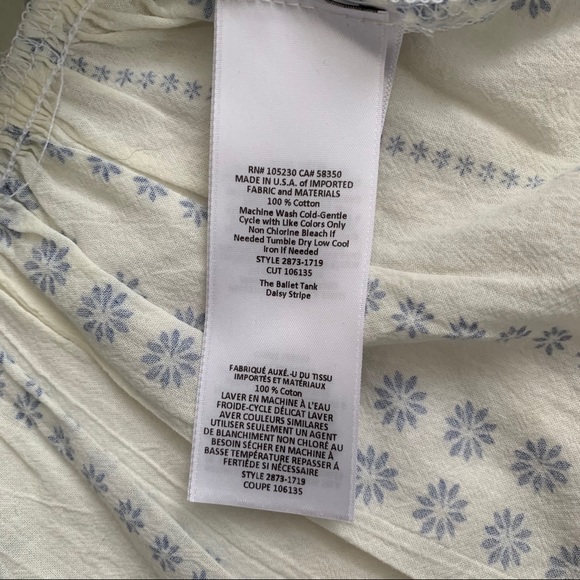 RN# 105230 CA# 58350
MADE IN U.S.A. of IMPORTED
FABRIC and MATERIALS
100 % Cotton
Machine Wash Cold-Gentle
Cycle with Like Colors Only
Non Chlorine Bleach if
Needed Tumble Dry Low Cool
Iron if Needed
STYLE 2873-1719
CUT 106135
The Ballet Tank
Daisy Stripe
FABRIQUÉ AUXÉ.-U DU TISSU
IMPORTÉS ET MATÉRIAUX
100 % Coton
LAVER EN MACHINE À L'EAU
FROIDE-CYCLE DÉLICAT LAVER
AVER COULEURS SIMILAIRES
UTILISER SEULEMENT UN AGENT
DE BLANCHIMENT NON CHLORÉ AU
BESOIN SÉCHER EN MACHINE À
BASSE TEMPÉRATURE REPASSER À
FERTIÉDE SI NÉCESSAIRE
STYLE 2873-1719
COUPE 106135